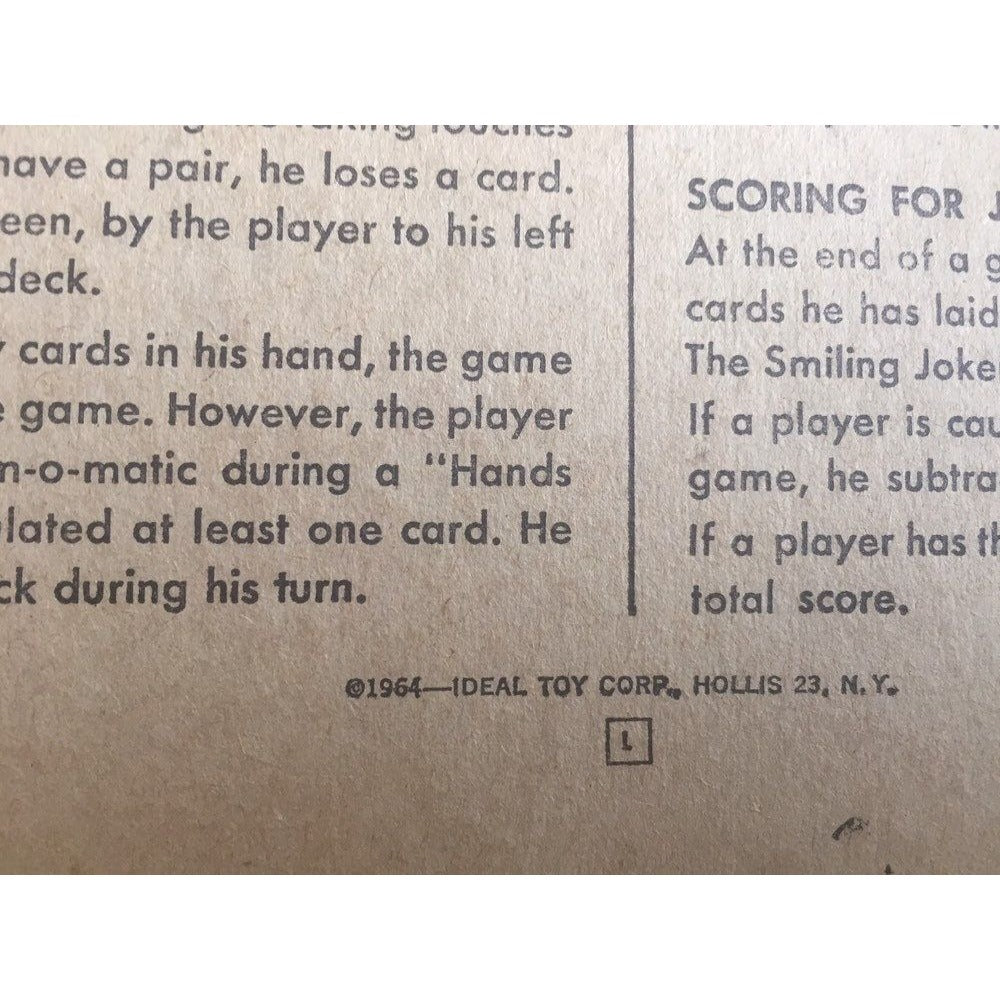 touches
have a pair, he loses a card.
een, by the player to his left
deck.
cards in his hand, the game
e game. However, the player
m-o-matic during a “Hands
lated at least one card. He
ck during his turn.
SCORING FOR J
At the end of a g
cards he has laid
The Smiling Joke
If a player is cau
game, he subtra
If a player has th
total score.
©1964—IDEAL TOY CORP., HOLLIS 23, N.Y.
L